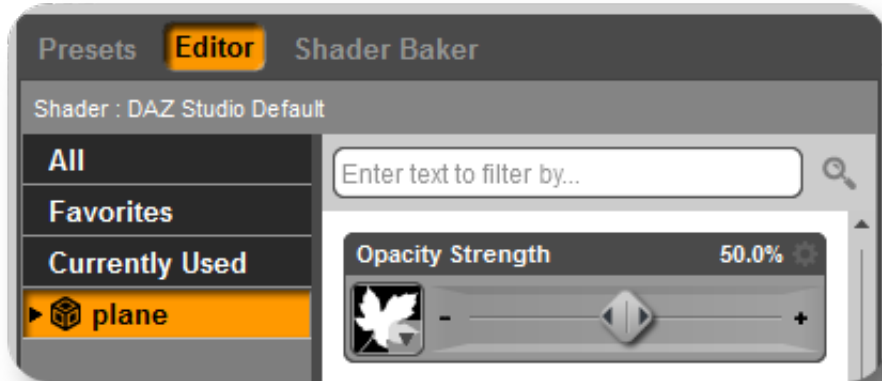 Presets Editor Shader Baker
Shader : DAZ Studio Default
All
Favorites
Currently Used
plane
Enter text to filter by...
Opacity Strength 50.0%
- +